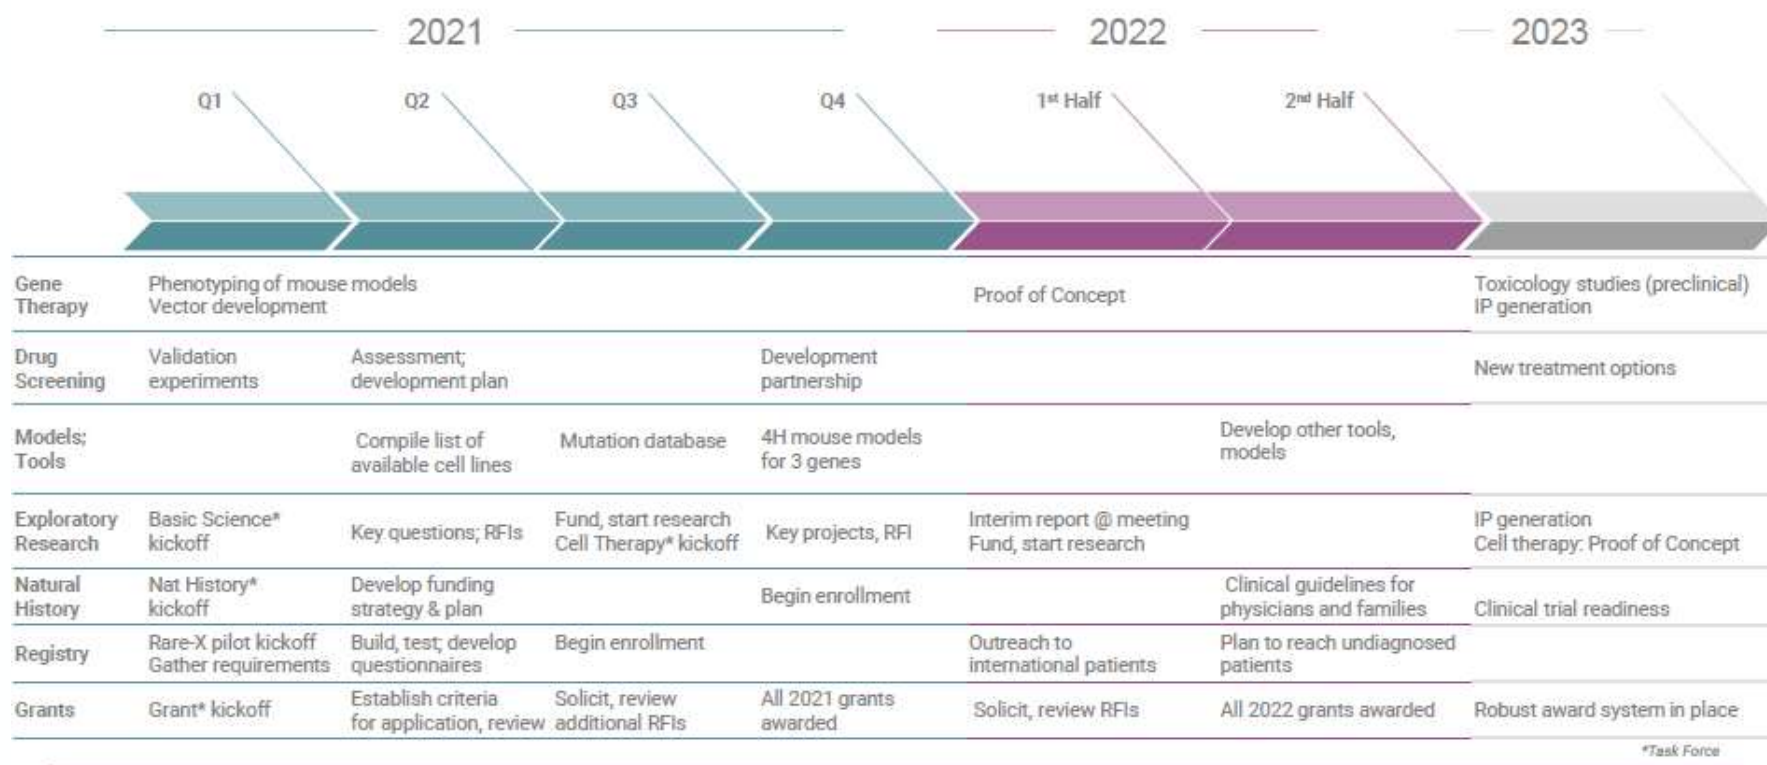 2021 2022 2023
Q1 Q2 Q3 Q4 1st Half 2nd Half
Gene
Therapy
Phenotyping of mouse models
Vector development
Proof of Concept
Toxicology studies (preclinical)
IP generation
Drug
Screening
Validation
experiments
Assessment;
development plan
Development
partnership
New treatment options
Models;
Tools
Compile list of
available cell lines
Mutation database
4H mouse models
for 3 genes
Develop other tools,
models
Exploratory
Research
Basic Science*
kickoff
Key questions; RFIs
Fund, start research
Cell Therapy* kickoff
Key projects, RFI
Interim report @ meeting
Fund, start research
IP generation
Cell therapy: Proof of Concept
Natural
History
Nat History*
kickoff
Develop funding
strategy & plan
Begin enrollment
Clinical guidelines for
physicians and families
Clinical trial readiness
Registry
Rare-X pilot kickoff
Gather requirements
Build, test; develop
questionnaires
Begin enrollment
Outreach to
international patients
Plan to reach undiagnosed
patients
Grants
Grant* kickoff
Establish criteria
for application, review
Solicit, review
additional RFIs
All 2021 grants
awarded
Solicit, review RFIs
All 2022 grants awarded
Robust award system in place
*Task Force